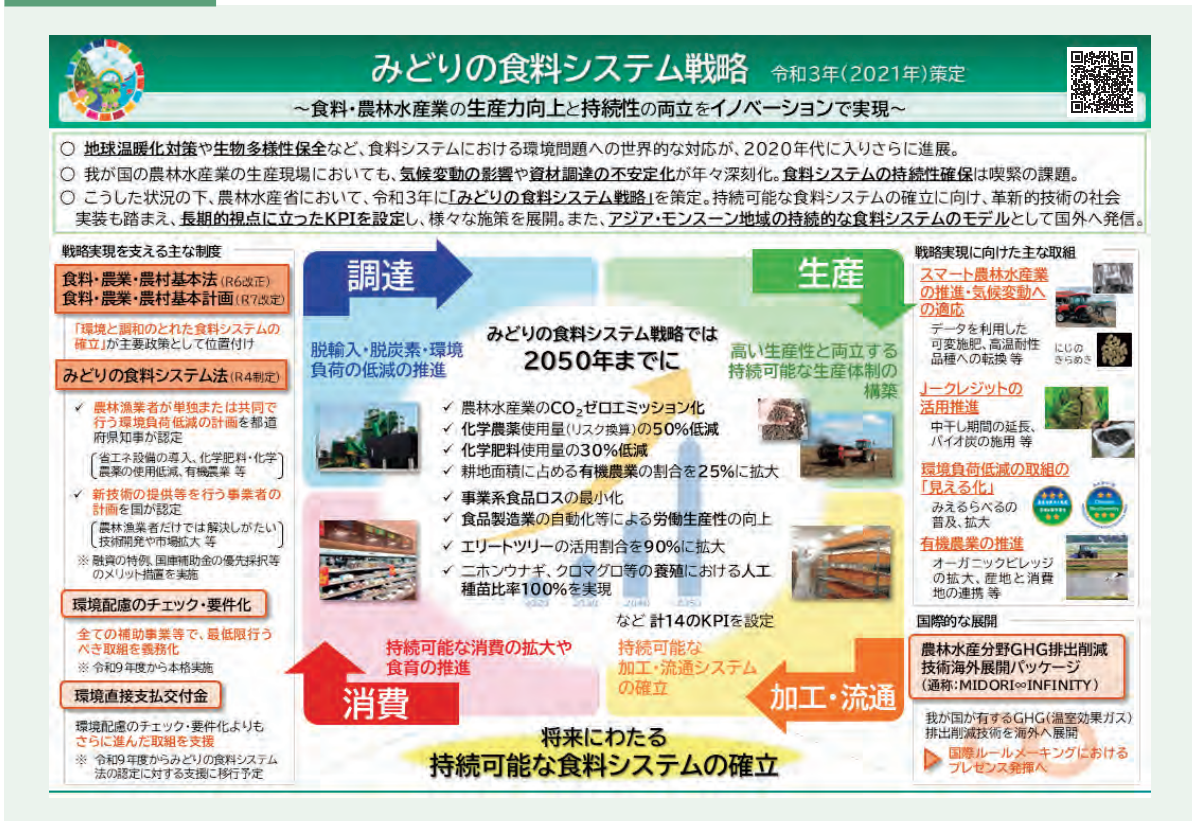 みどりの食料システム戦略 令和3年(2021年)策定
～食料・農林水産業の生産力向上と持続性の両立をイノベーションで実現～
○ 地球温暖化対策や生物多様性保全など、食料システムにおける環境問題への世界的な対応が、2020年代に入りさらに進展。
○ 我が国の農林水産業の生産現場においても、気候変動の影響や資材調達の不安定化が年々深刻化。食料システムの持続性確保は喫緊の課題。
○ こうした状況の下、農林水産省において、令和3年に「みどりの食料システム戦略」を策定。持続可能な食料システムの確立に向け、革新的技術の社会
実装も踏まえ、長期的視点に立ったKPIを設定し、様々な施策を展開。また、アジア・モンスーン地域の持続的な食料システムのモデルとして国外へ発信。
戦略実現を支える主な制度
食料・農業・農村基本法(R6改正)
食料・農業・農村基本計画(R7改定)
「環境と調和のとれた食料システムの
確立」が主要政策として位置付け
みどりの食料システム法(R4制定)
✓ 農林漁業者が単独または共同で
行う環境負荷低減の計画を都道
府県知事が認定
省エネ設備の導入、化学肥料・化学
農薬の使用低減、有機農業 等
✓ 新技術の提供等を行う事業者の
計画を国が認定
農林漁業者だけでは解決しがたい
技術開発や市場拡大 等
※ 融資の特例、国庫補助金の優先採択等
のメリット措置を実施
環境配慮のチェック・要件化
全ての補助事業等で、最低限行う
べき取組を義務化
※ 令和9年度から本格実施
環境直接支払交付金
環境配慮のチェック・要件化よりも
さらに進んだ取組を支援
※ 令和9年度からみどりの食料システム
法の認定に対する支援に移行予定
調達
脱輸入・脱炭素・環境
負荷の低減の推進
生産
高い生産性と両立する
持続可能な生産体制の
構築
みどりの食料システム戦略では
2050年までに
✓ 農林水産業のCO₂ゼロエミッション化
✓ 化学農薬使用量(リスク換算)の50%低減
✓ 化学肥料使用量の30%低減
✓ 耕地面積に占める有機農業の割合を25%に拡大
✓ 事業系食品ロスの最小化
✓ 食品製造業の自動化等による労働生産性の向上
✓ エリートツリーの活用割合を90%に拡大
✓ ニホンウナギ、クロマグロ等の養殖における人工
種苗比率100%を実現
2020 2030 2040 2050
など 計14のKPIを設定
持続可能な消費の拡大や
食育の推進
消費
持続可能な
加工・流通システム
の確立
加工・流通
将来にわたる
持続可能な食料システムの確立
戦略実現に向けた主な取組
スマート農林水産業
の推進・気候変動へ
の適応
データを利用した
可変施肥、高温耐性
品種への転換 等
にじの
きらめき
J-クレジットの
活用推進
中干し期間の延長、
バイオ炭の施用 等
環境負荷低減の取組の
「見える化」
みえるらべるの
普及、拡大
有機農業の推進
オーガニックビレッジ
の拡大、産地と消費
地の連携 等
国際的な展開
農林水産分野GHG排出削減
技術海外展開パッケージ
(通称:MIDORI∞INFINITY)
我が国が有するGHG(温室効果ガス)
排出削減技術を海外へ展開
国際ルールメーキングにおける
プレゼンス発揮へ